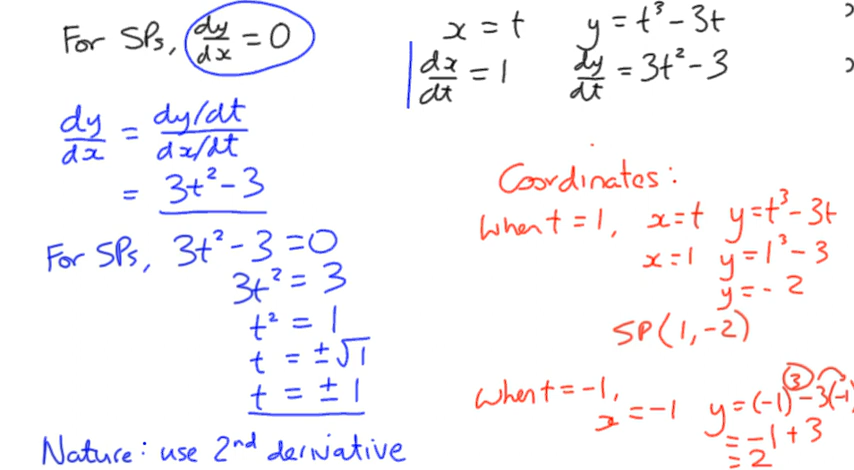 For SPs, dy/dx = 0
x = t    y = t³ - 3t
dx/dt = 1    dy/dt = 3t² - 3
dy/dx = (dy/dt)/(dx/dt)
= 3t² - 3
For SPs, 3t² - 3 = 0
3t² = 3
t² = 1
t = ±√1
t = ±1
Nature: use 2nd derivative
Coordinates:
When t = 1, x = t  y = t³ - 3t
x = 1  y = 1³ - 3
y = - 2
SP(1, -2)
When t = -1,
x = -1  y = (-1)³ - 3(-1)
= -1 + 3
= 2